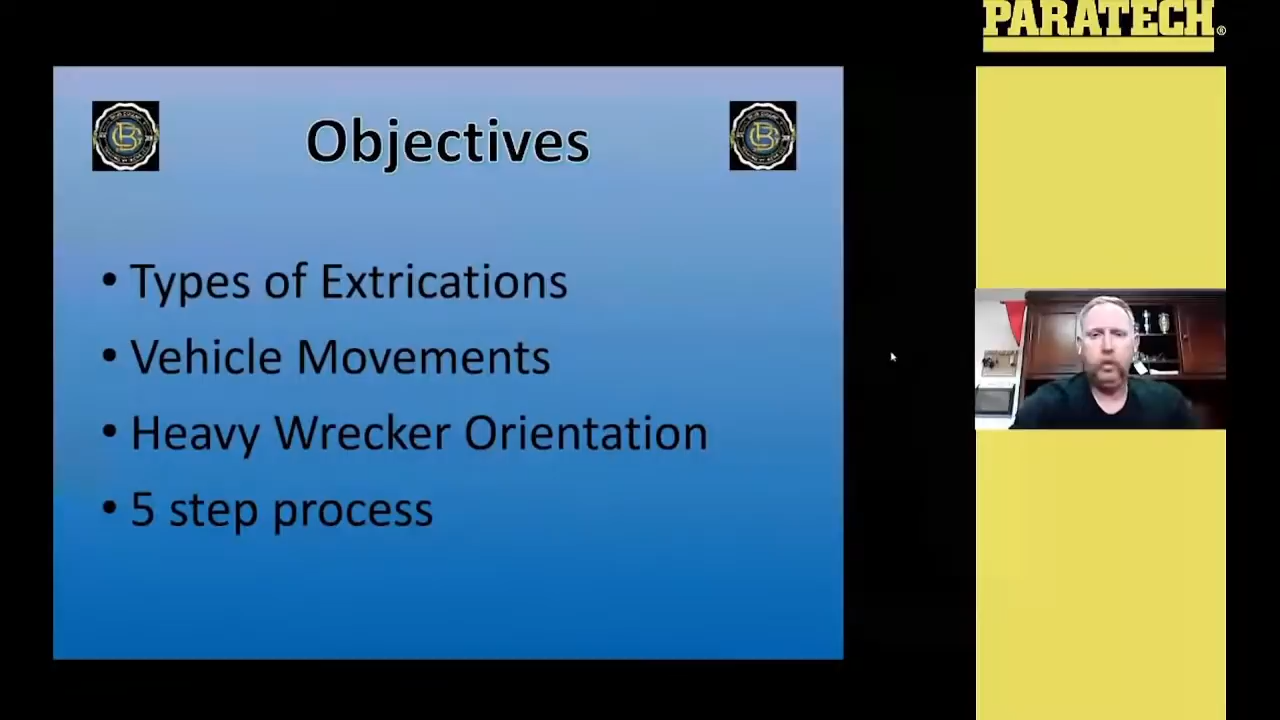 PARATECH®
Objectives
• Types of Extrications
• Vehicle Movements
• Heavy Wrecker Orientation
• 5 step process